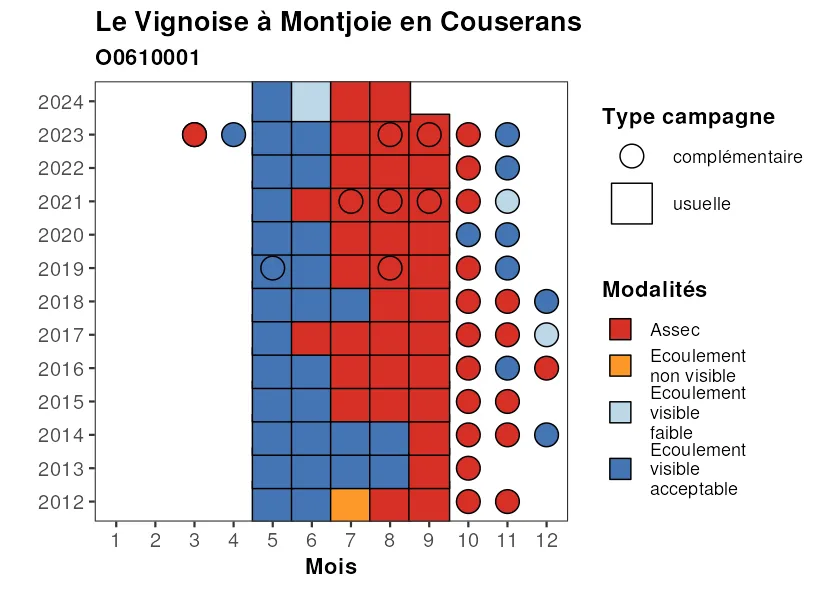 Le Vignoise à Montjoie en Couserans
O0610001
2024
2023
2022
2021
2020
2019
2018
2017
2016
2015
2014
2013
2012
1 2 3 4 5 6 7 8 9 10 11 12
Mois
Type campagne
complémentaire
usuelle
Modalités
Assec
Ecoulement
non visible
Ecoulement
visible
faible
Ecoulement
visible
acceptable